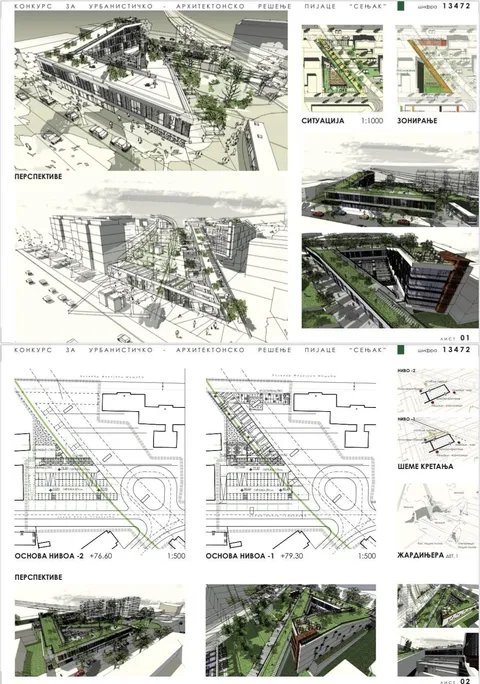 КОНКУРС ЗА УРБАНИСТИЧКО - АРХИТЕКТОНСКО РЕШЕЊЕ ПИЈАЦЕ "СЕЊАК" шифра 13472
СИТУАЦИЈА 1:1000 ЗОНИРАЊЕ
ПЕРСПЕКТИВЕ
ЛИСТ 01
КОНКУРС ЗА УРБАНИСТИЧКО - АРХИТЕКТОНСКО РЕШЕЊЕ ПИЈАЦЕ "СЕЊАК" шифра 13472
НИВО -2
НИВО -1
ШЕМЕ КРЕТАЊА
ОСНОВА НИВОА -2 +76.60 1:500
ОСНОВА НИВОА -1 +79.30 1:500
ЖАРДИЊЕРА
ПЕРСПЕКТИВЕ
ЛИСТ 02